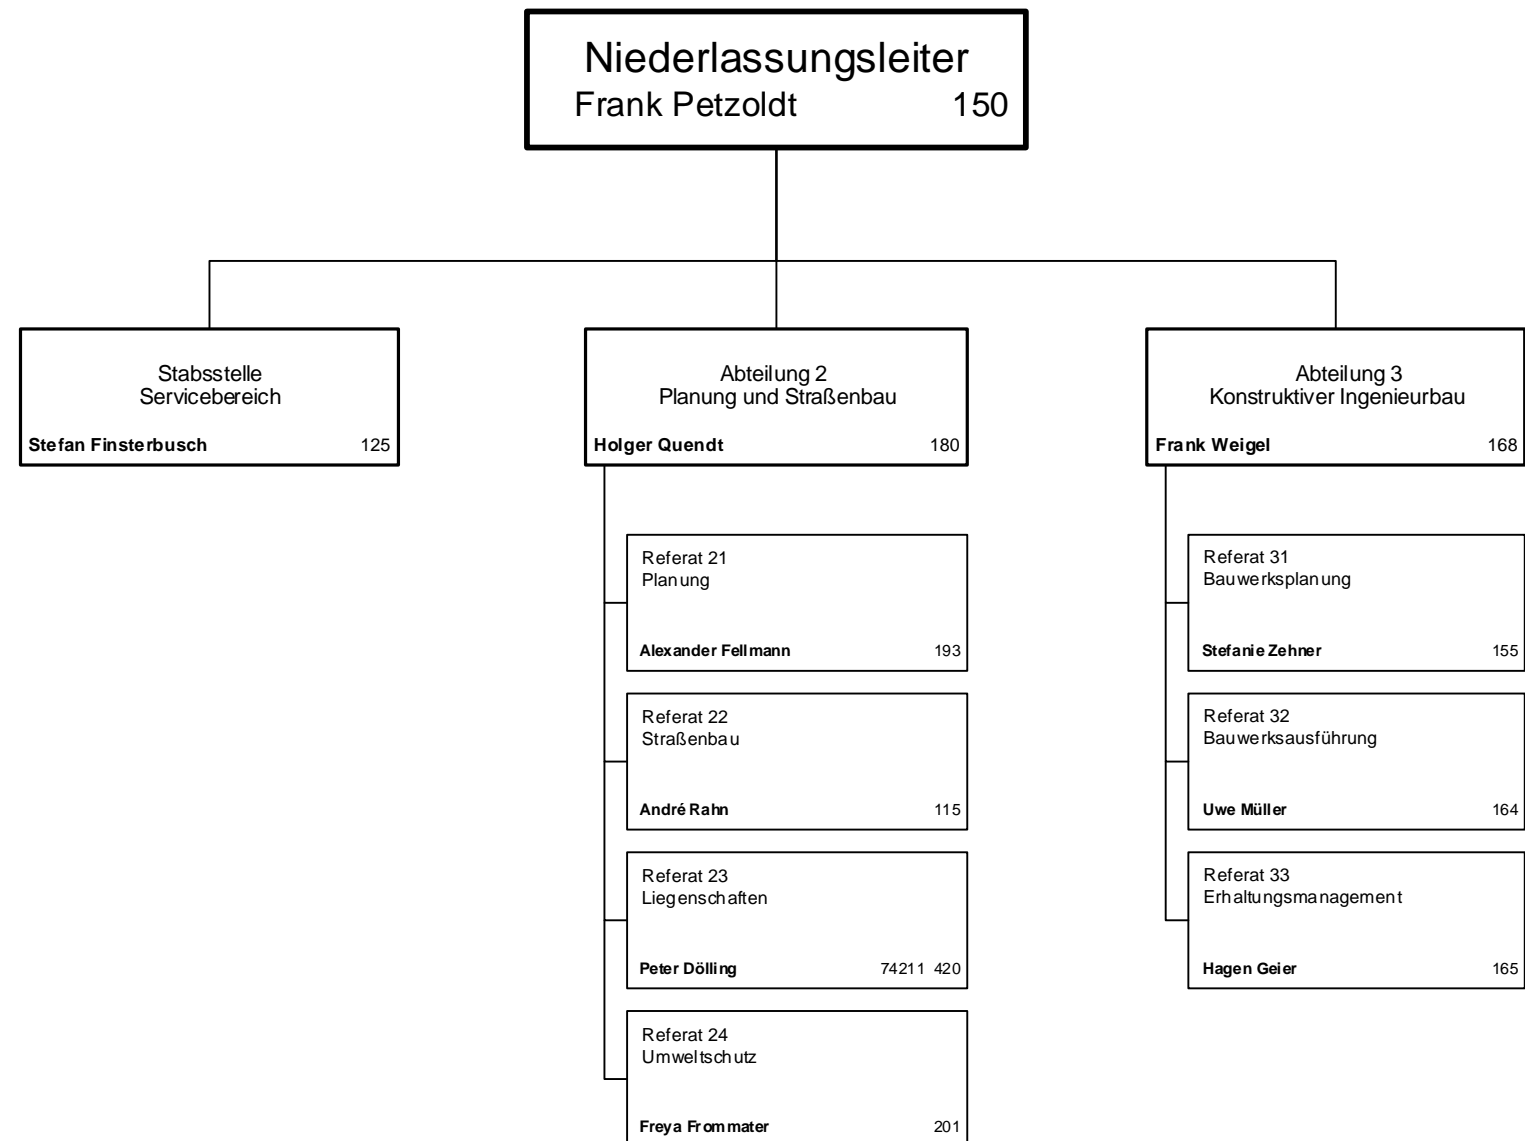 Niederlassungsleiter
Frank Petzoldt 150
Stabsstelle
Servicebereich
Stefan Finsterbusch 125
Abteilung 2
Planung und Straßenbau
Holger Quendt 180
Abteilung 3
Konstruktiver Ingenieurbau
Frank Weigel 168
Referat 21
Planung
Alexander Fellmann 193
Referat 22
Straßenbau
André Rahn 115
Referat 23
Liegenschaften
Peter Dölling 74211 420
Referat 24
Umweltschutz
Freya Frommater 201
Referat 31
Bauwerksplanung
Stefanie Zehner 155
Referat 32
Bauwerksausführung
Uwe Müller 164
Referat 33
Erhaltungsmanagement
Hagen Geier 165